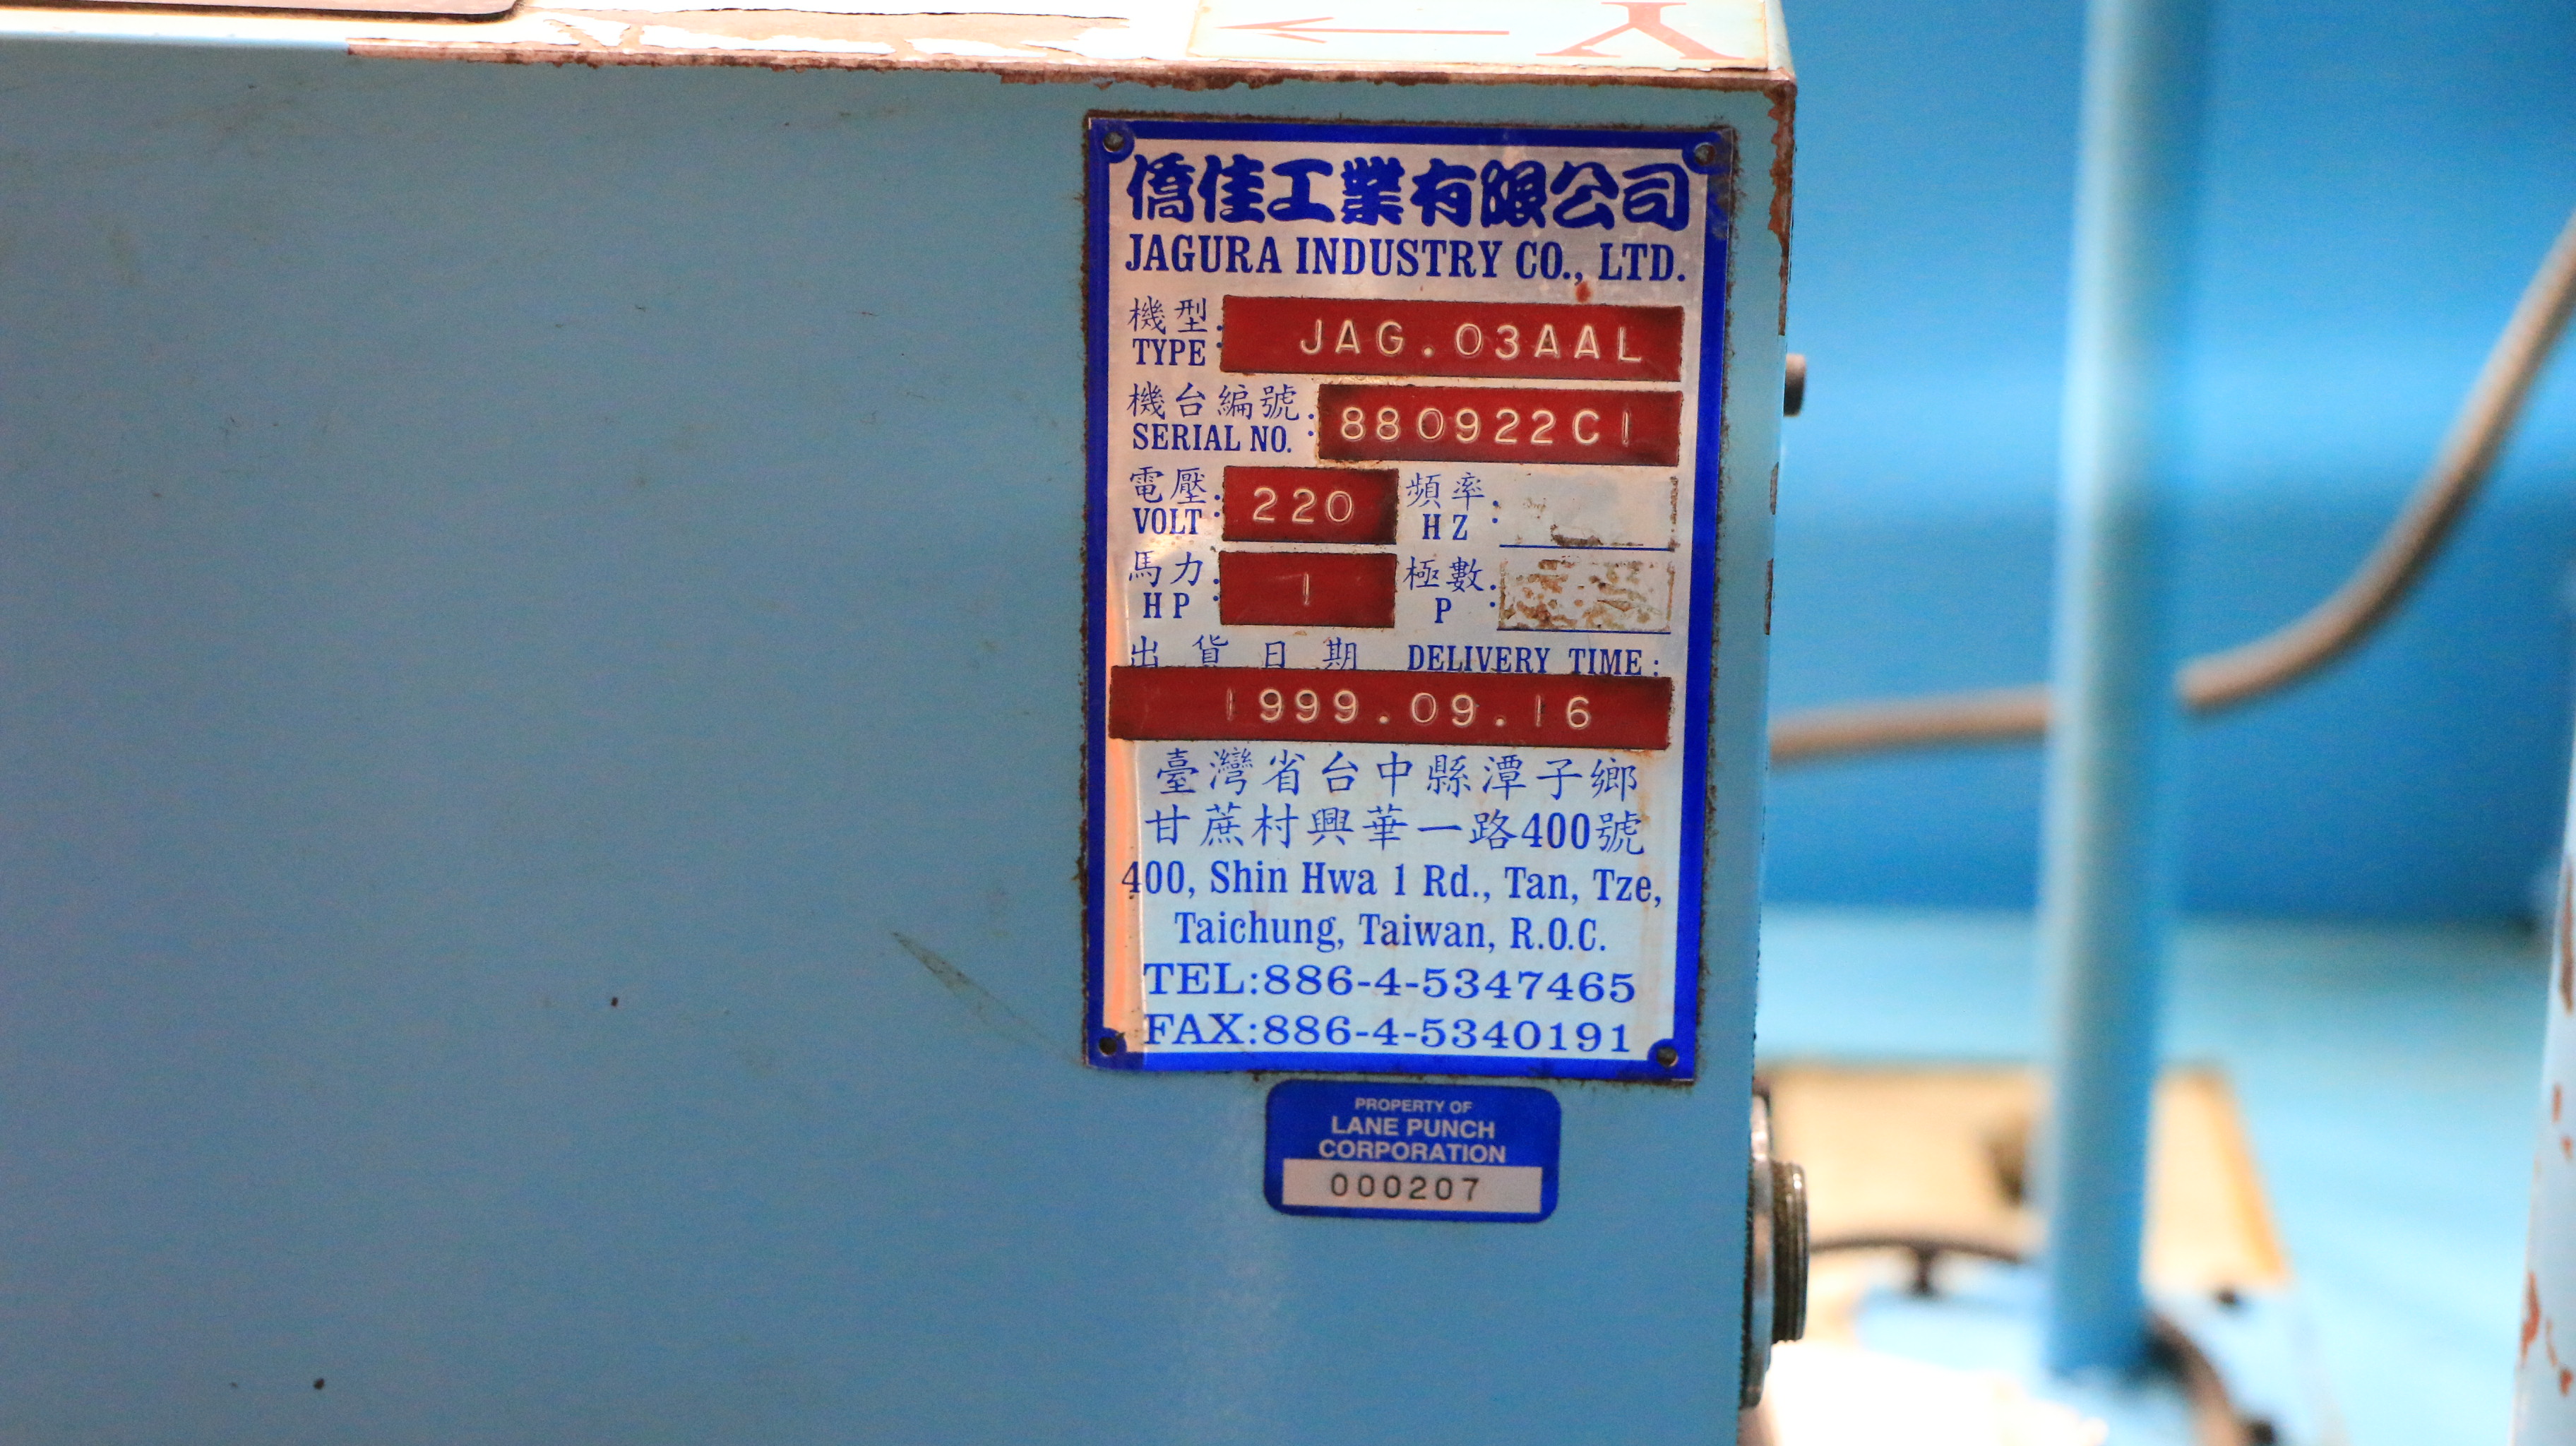 Y
僑佳工業有限公司
JAGURA INDUSTRY CO., LTD.
機型:
TYPE
JAG.03AAL
機台編號:
SERIAL NO.
880922C1
電壓:
VOLT
220
頻率:
HZ
馬力:
HP
1
極數:
P
出貨日期 DELIVERY TIME:
1999.09.16
臺灣省台中縣潭子鄉
甘蔗村興華一路400號
400, Shin Hwa 1 Rd., Tan, Tze,
Taichung, Taiwan, R.O.C.
TEL:886-4-5347465
FAX:886-4-5340191
PROPERTY OF
LANE PUNCH
CORPORATION
000207